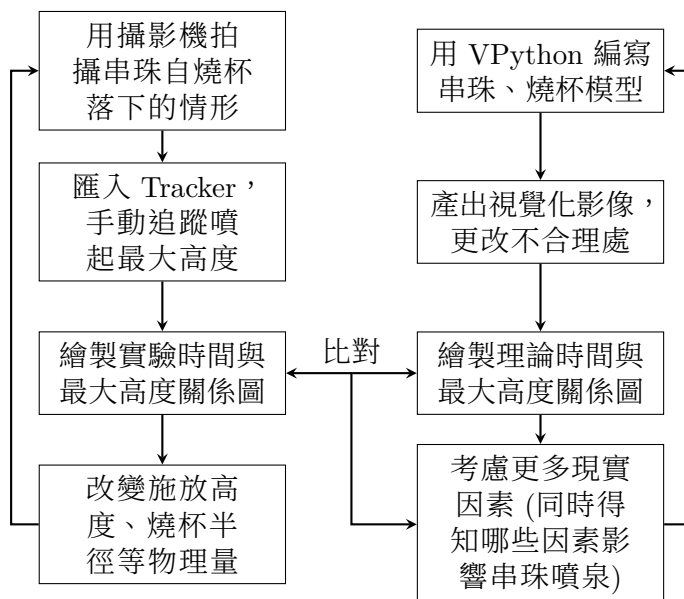 用攝影機拍
攝串珠自燒杯
落下的情形
匯入 Tracker，
手動追蹤噴
起最大高度
繪製實驗時間與
最大高度關係圖
改變施放高
度、燒杯半
徑等物理量
比對
用 VPython 編寫
串珠、燒杯模型
產出視覺化影像，
更改不合理處
繪製理論時間與
最大高度關係圖
考慮更多現實
因素 (同時得
知哪些因素影
響串珠噴泉)